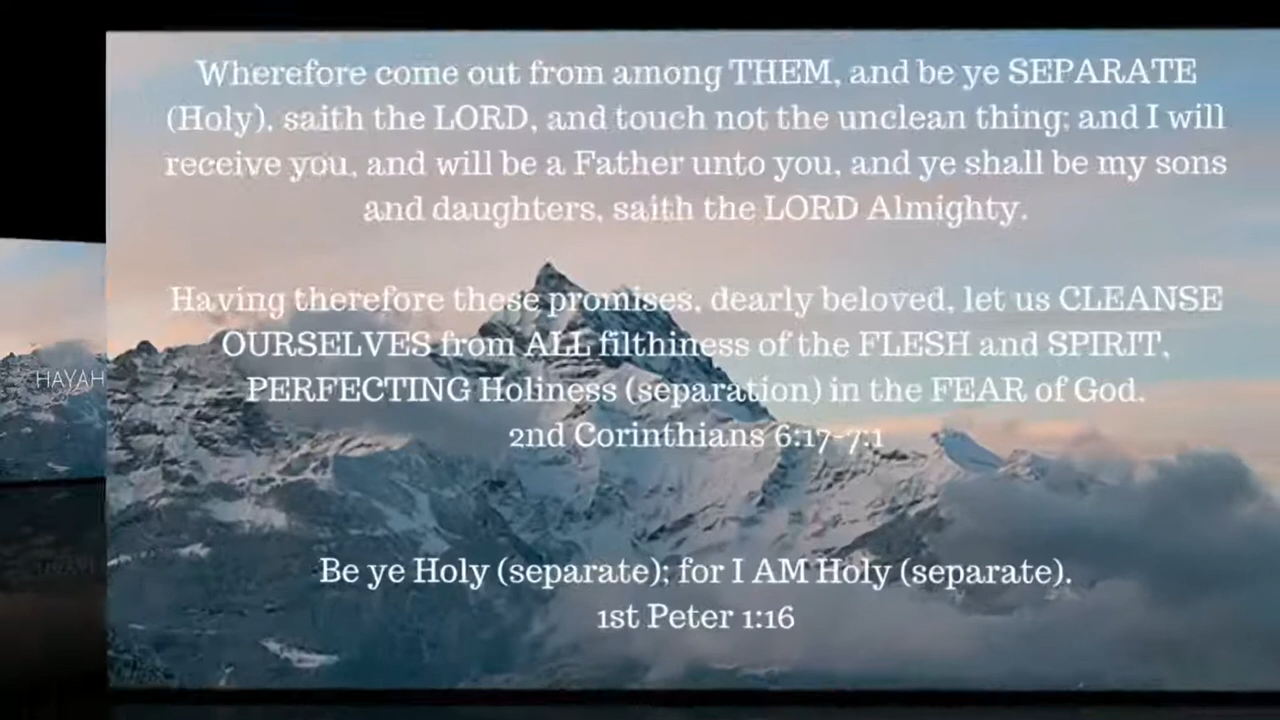 Wherefore come out from among THEM, and be ye SEPARATE
(Holy), saith the LORD, and touch not the unclean thing; and I will
receive you, and will be a Father unto you, and ye shall be my sons
and daughters, saith the LORD Almighty.
Having therefore these promises, dearly beloved, let us CLEANSE
OURSELVES from ALL filthiness of the FLESH and SPIRIT,
PERFECTING Holiness (separation) in the FEAR of God.
2nd Corinthians 6:17-7:1
Be ye Holy (separate); for I AM Holy (separate).
1st Peter 1:16
HAYAH